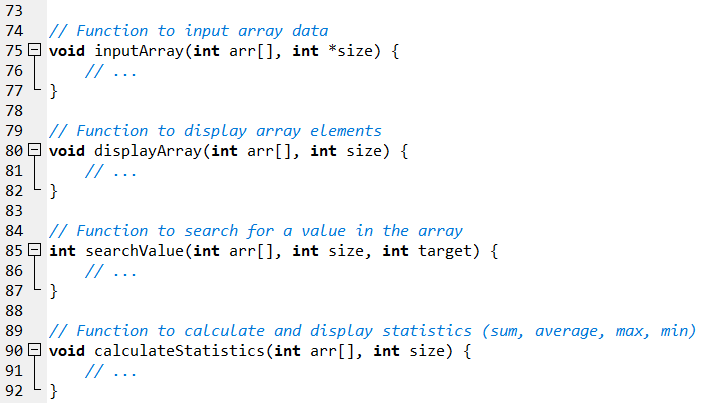 73
74 // Function to input array data
75 void inputArray(int arr[], int *size) {
76 // ...
77 }
78
79 // Function to display array elements
80 void displayArray(int arr[], int size) {
81 // ...
82 }
83
84 // Function to search for a value in the array
85 int searchValue(int arr[], int size, int target) {
86 // ...
87 }
88
89 // Function to calculate and display statistics (sum, average, max, min)
90 void calculateStatistics(int arr[], int size) {
91 // ...
92 }